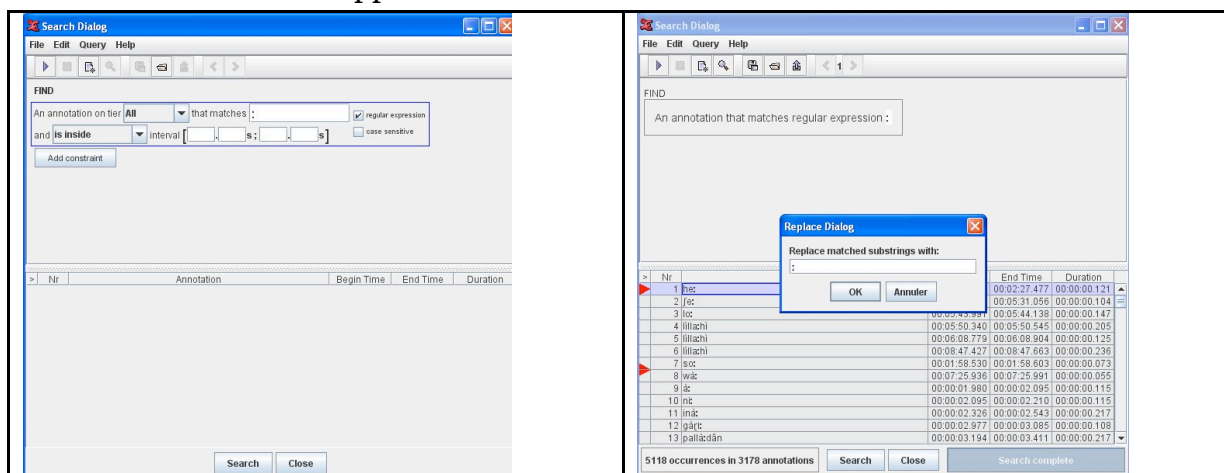 Search Dialog
File Edit Query Help
FIND
An annotation on tier All that matches :
regular expression
and is inside interval [ . s ; . s ]
case sensitive
Add constraint
> Nr Annotation Begin Time End Time Duration
Search Close
Search Dialog
File Edit Query Help
1
FIND
An annotation that matches regular expression :
Replace Dialog
Replace matched substrings with:
:
OK Annuler
> Nr End Time Duration
1 heː 00:02:27.477 00:00:00.121
2 ʃeː 00:05:31.056 00:00:00.104
3 00:05:43.991 00:05:44.138 00:00:00.147
4 00:05:50.340 00:05:50.545 00:00:00.205
5 00:06:08.779 00:06:08.904 00:00:00.125
6 00:08:47.427 00:08:47.663 00:00:00.236
7 soː 00:01:58.530 00:01:58.603 00:00:00.073
8 wáː 00:07:25.936 00:07:25.991 00:00:00.055
9 áː 00:00:01.980 00:00:02.095 00:00:00.115
10 00:00:02.095 00:00:02.210 00:00:00.115
11 ináː 00:00:02.326 00:00:02.543 00:00:00.217
12 00:00:02.977 00:00:03.085 00:00:00.108
13 palláːdân 00:00:03.194 00:00:03.411 00:00:00.217
5118 occurrences in 3178 annotations Search Close Search complete